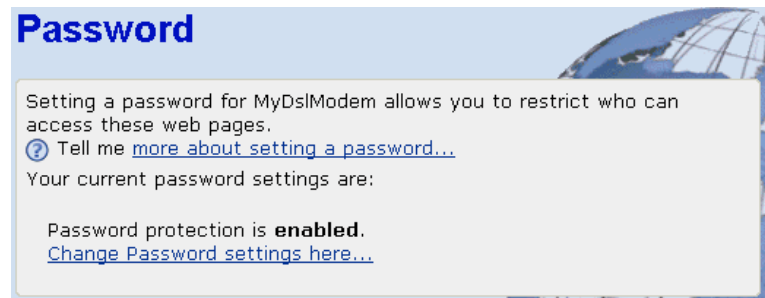 Password
Setting a password for MyDslModem allows you to restrict who can
access these web pages.
Tell me more about setting a password...
Your current password settings are:
Password protection is enabled.
Change Password settings here...